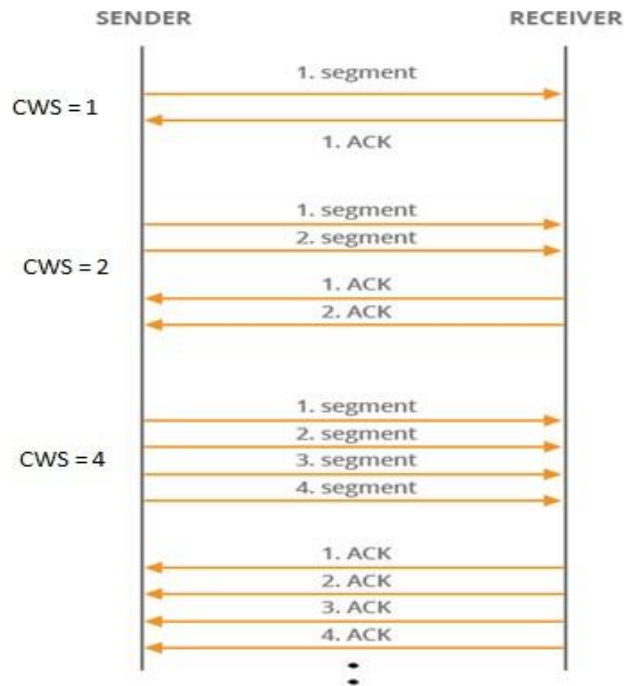 SENDER RECEIVER
1. segment
CWS = 1
1. ACK
1. segment
2. segment
CWS = 2
1. ACK
2. ACK
1. segment
2. segment
CWS = 4
3. segment
4. segment
1. ACK
2. ACK
3. ACK
4. ACK